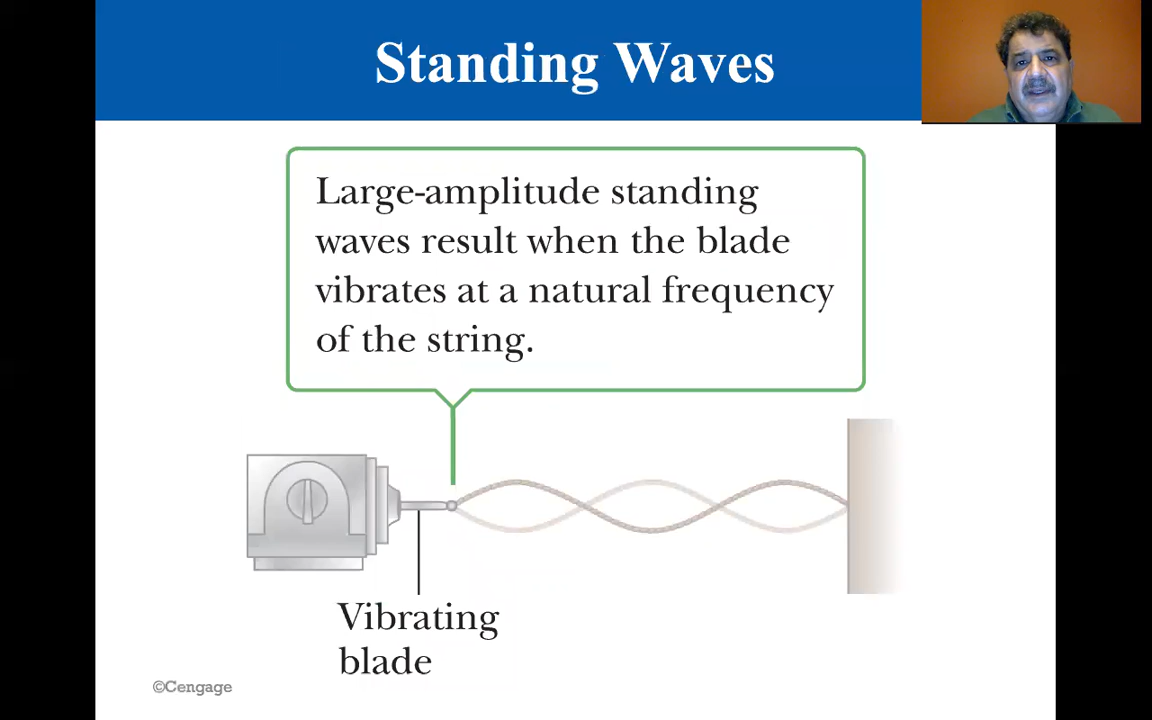 Standing Waves
Large-amplitude standing
waves result when the blade
vibrates at a natural frequency
of the string.
Vibrating
blade
©Cengage